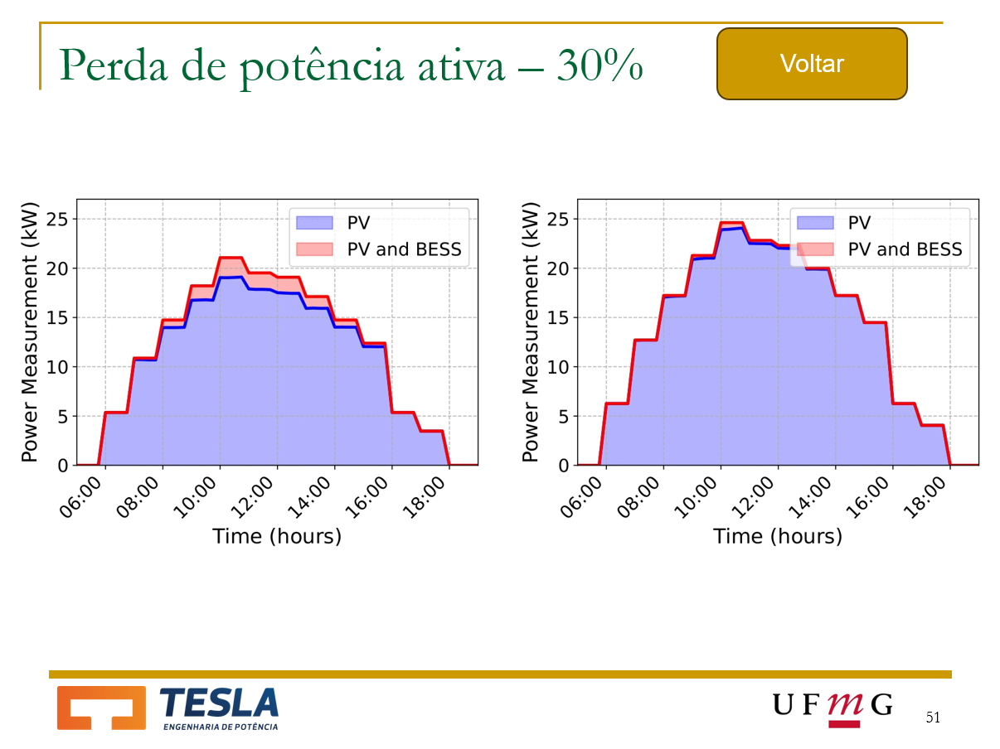 Perda de potência ativa – 30%
Voltar
Power Measurement (kW)
25
20
15
10
5
0
PV
PV and BESS
06:00
08:00
10:00
12:00
14:00
16:00
18:00
Time (hours)
Power Measurement (kW)
25
20
15
10
5
0
PV
PV and BESS
06:00
08:00
10:00
12:00
14:00
16:00
18:00
Time (hours)
TESLA
ENGENHARIA DE POTÊNCIA
UFmG
51